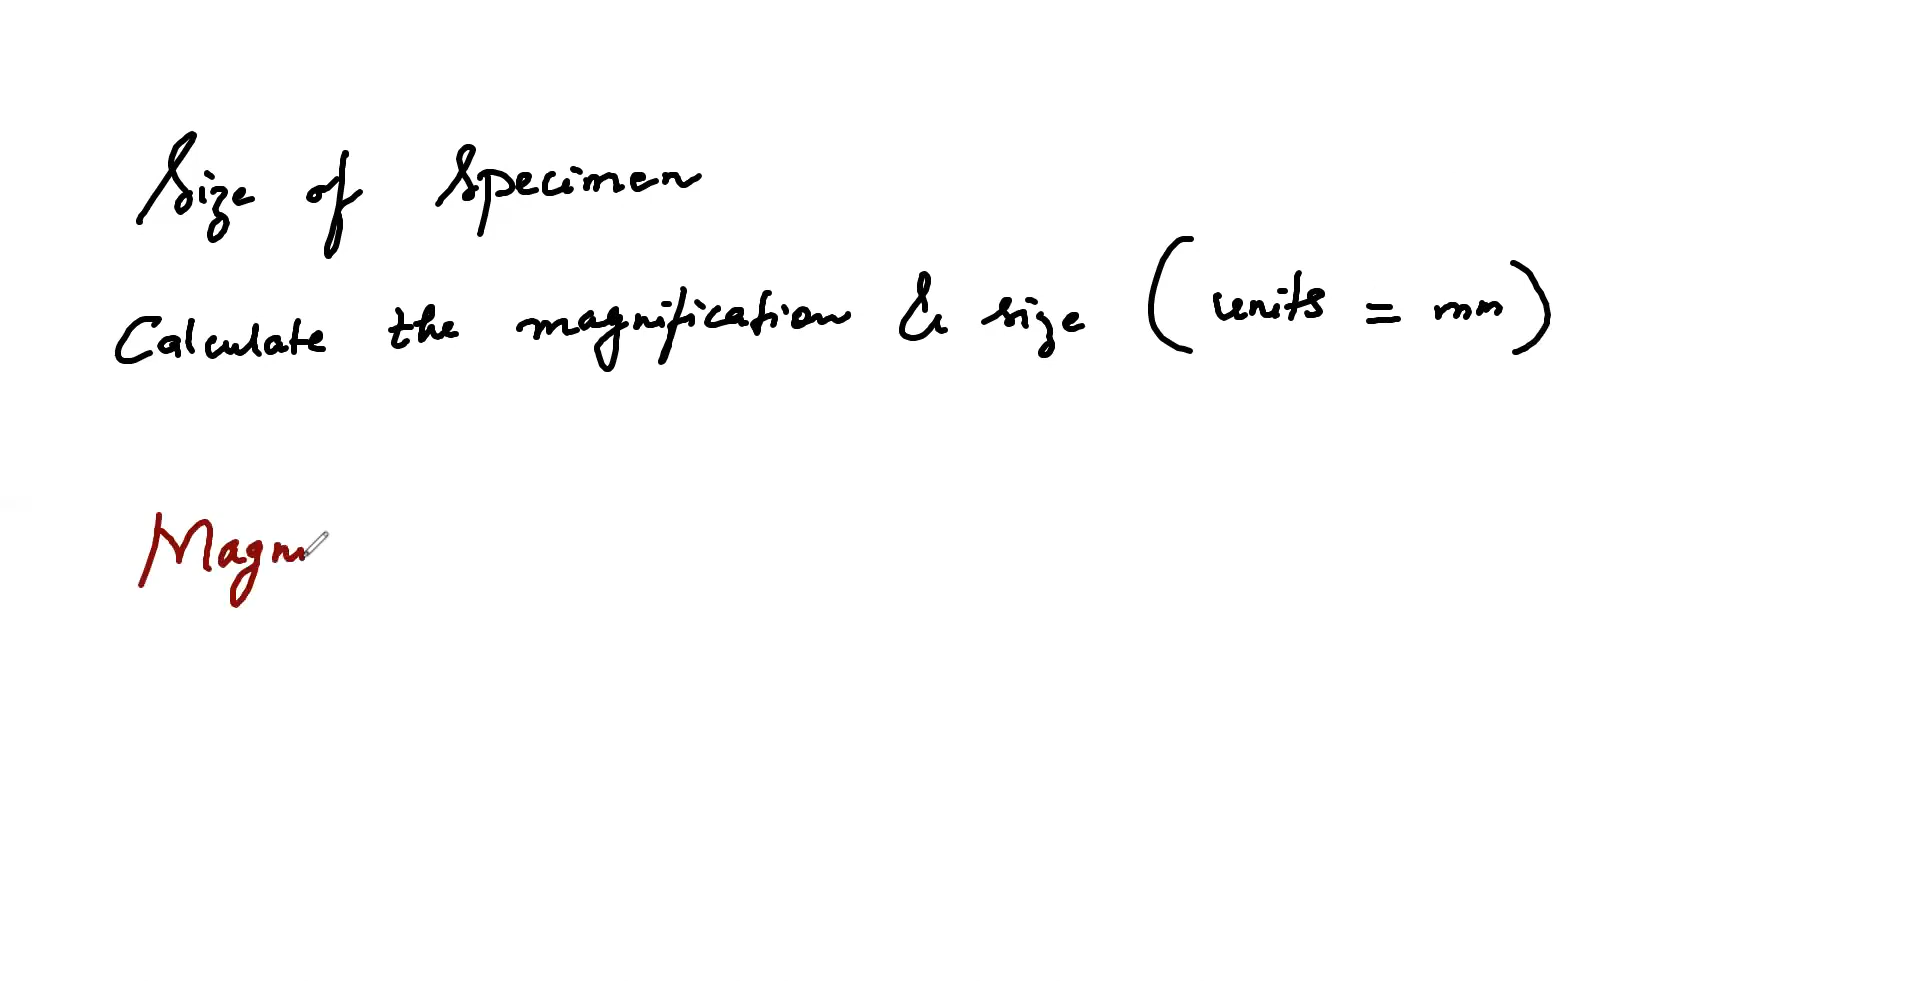 Size of Specimen
Calculate the magnification & size (units = mm)
Magn